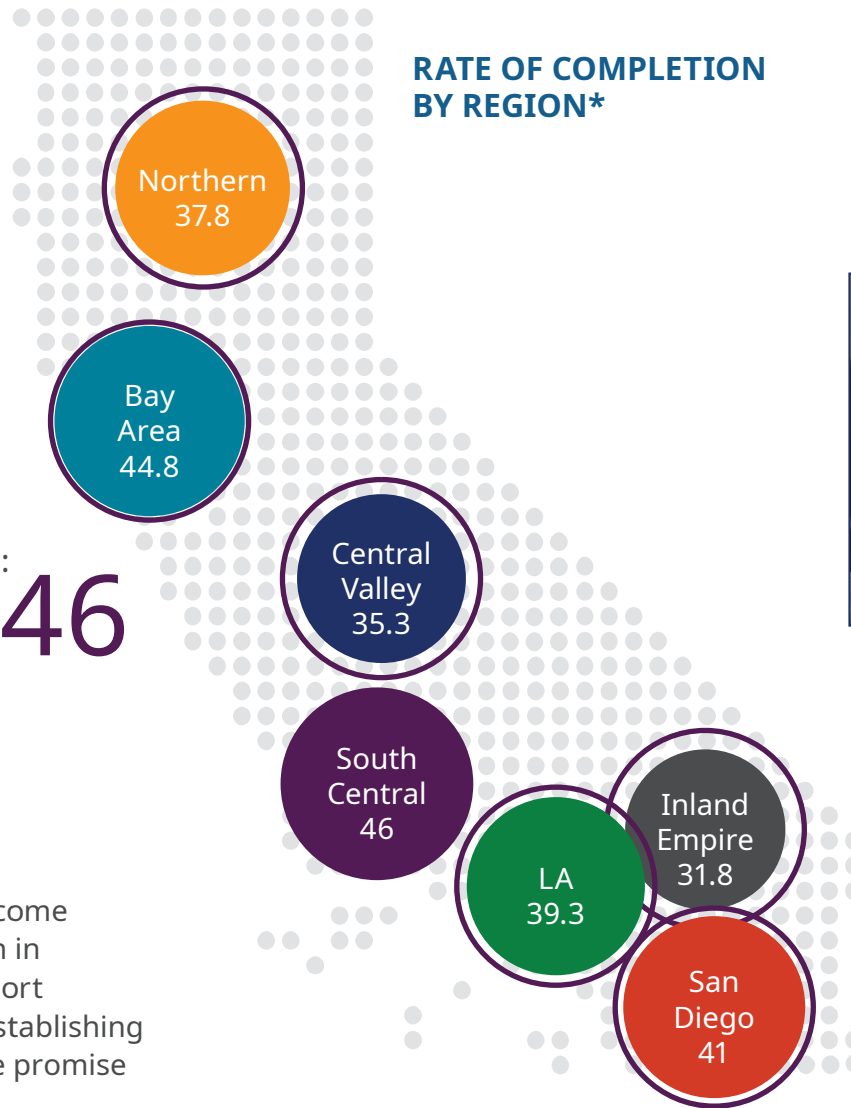 RATE OF COMPLETION
BY REGION*
Northern
37.8
Bay
Area
44.8
:
46
Central
Valley
35.3
South
Central
46
Inland
Empire
31.8
LA
39.3
San
Diego
41
come
in
ort
stablishing
promise